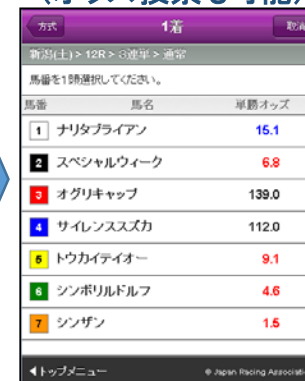 方式 1着 取消
新潟(土)> 12R > 3連単 > 通常
馬番を1頭選択してください。
馬番 馬名 単勝オッズ
1 ナリタブライアン 15.1
2 スペシャルウィーク 6.8
3 オグリキャップ 139.0
4 サイレンススズカ 112.0
5 トウカイテイオー 9.1
6 シンボリルドルフ 4.6
7 シンザン 1.5
◀トップメニュー © Japan Racing Associati